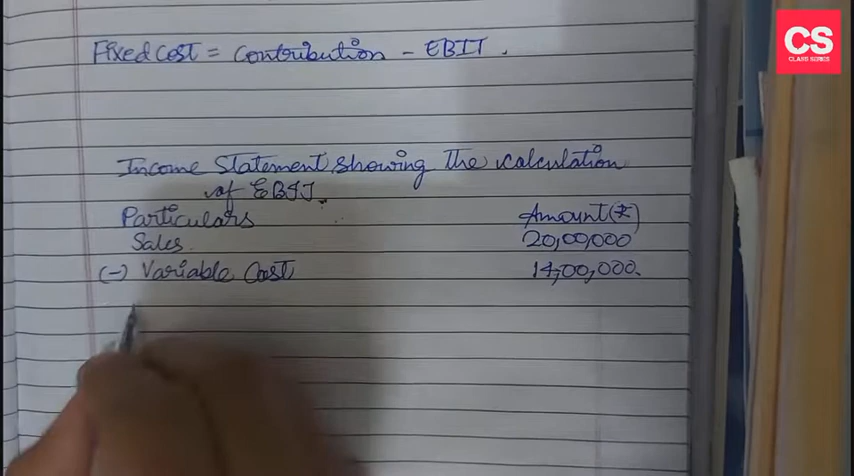 CS
CLASS SERIES
Fixed cost = Contribution - EBIT.
Income Statement showing the calculation
of EBIT.
Particulars Amount (₹)
Sales 20,00,000
(-) Variable Cost 14,00,000.